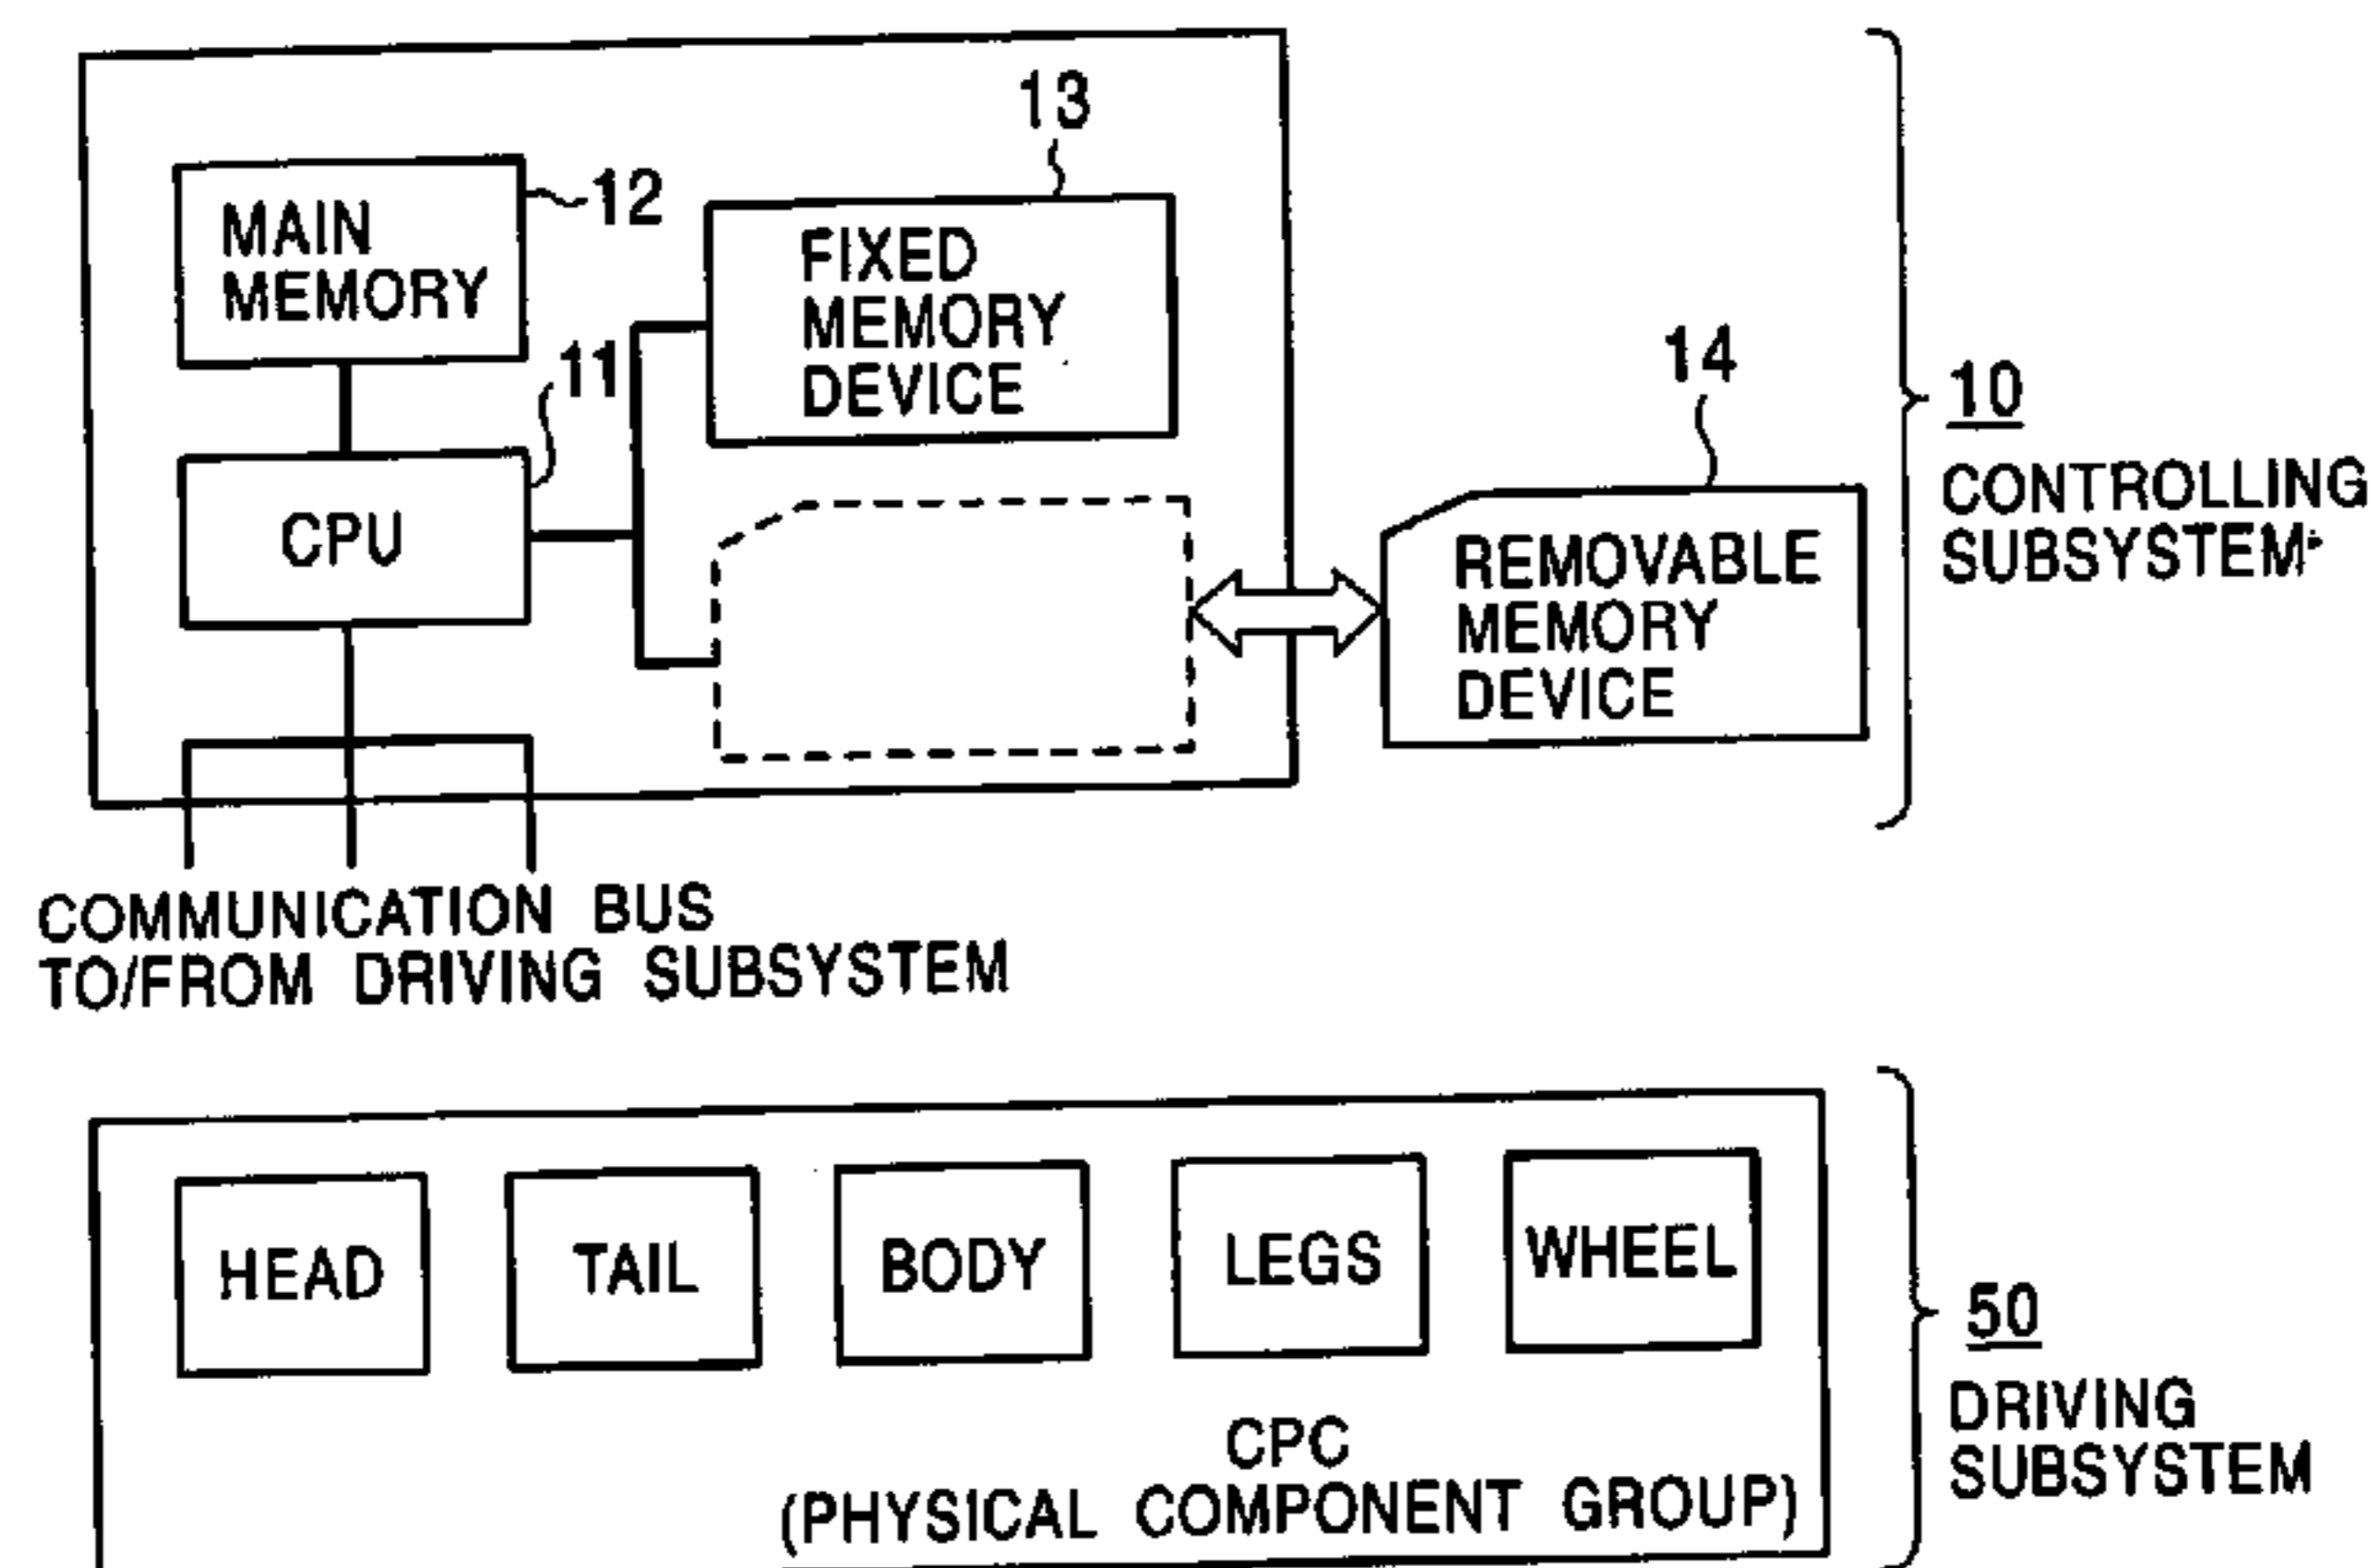 13
12
MAIN
MEMORY
FIXED
MEMORY
DEVICE
11
14
10
CONTROLLING
SUBSYSTEM
CPU
REMOVABLE
MEMORY
DEVICE
COMMUNICATION BUS
TO/FROM DRIVING SUBSYSTEM
HEAD
TAIL
BODY
LEGS
WHEEL
50
DRIVING
SUBSYSTEM
CPC
(PHYSICAL COMPONENT GROUP)